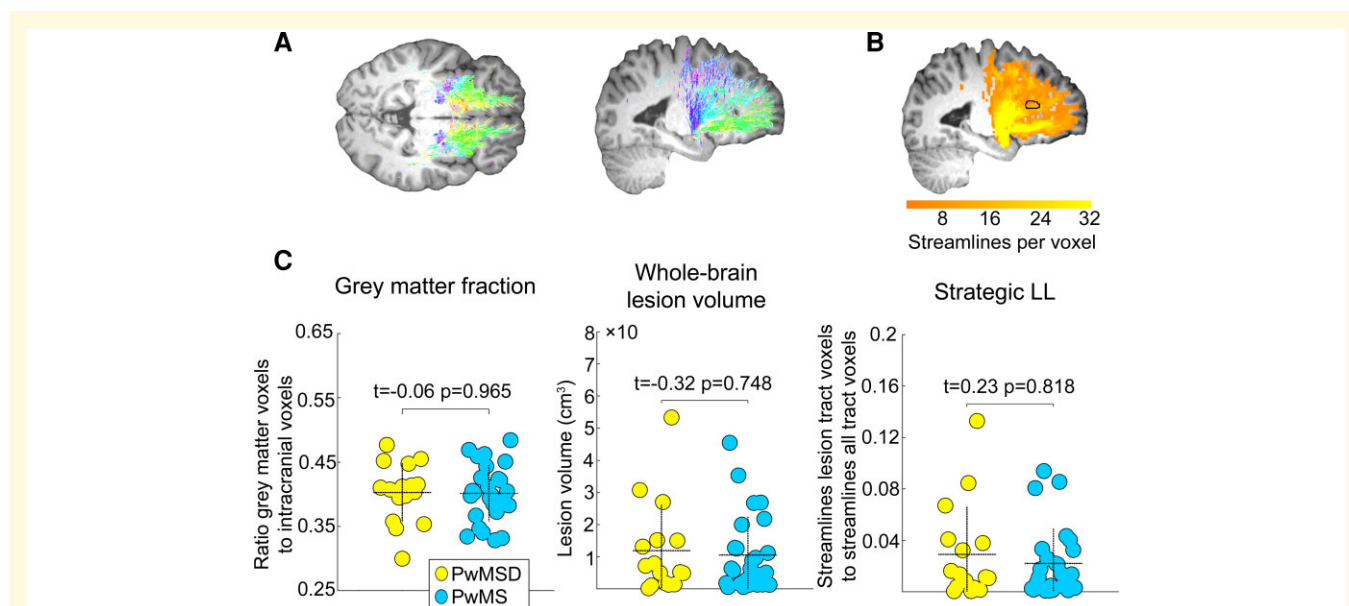 A
B
8 16 24 32
Streamlines per voxel
C
Grey matter fraction
Ratio grey matter voxels
to intracranial voxels
0.65
0.55
0.45
0.35
0.25
t=-0.06 p=0.965
PwMSD
PwMS
Whole-brain
lesion volume
Lesion volume (cm³)
8 ×10
7
6
5
4
3
2
1
t=-0.32 p=0.748
Strategic LL
Streamlines lesion tract voxels
to streamlines all tract voxels
0.2
0.16
0.12
0.08
0.04
t=0.23 p=0.818